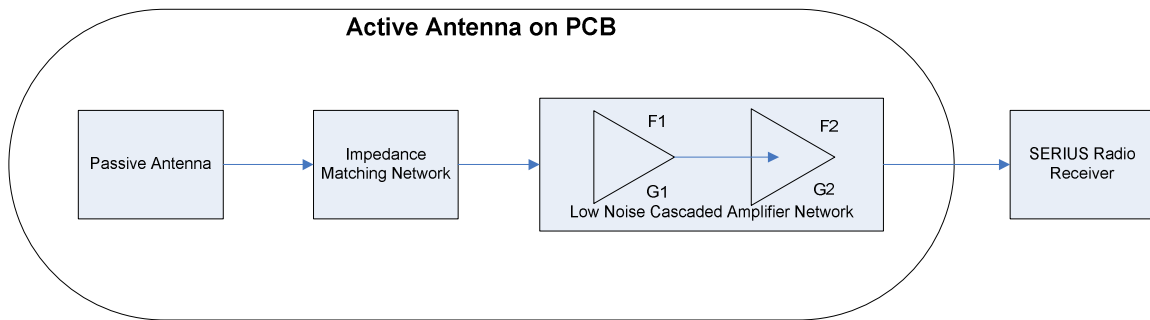 Active Antenna on PCB
Passive Antenna
Impedance
Matching Network
F1
G1
F2
G2
Low Noise Cascaded Amplifier Network
SERIUS Radio
Receiver